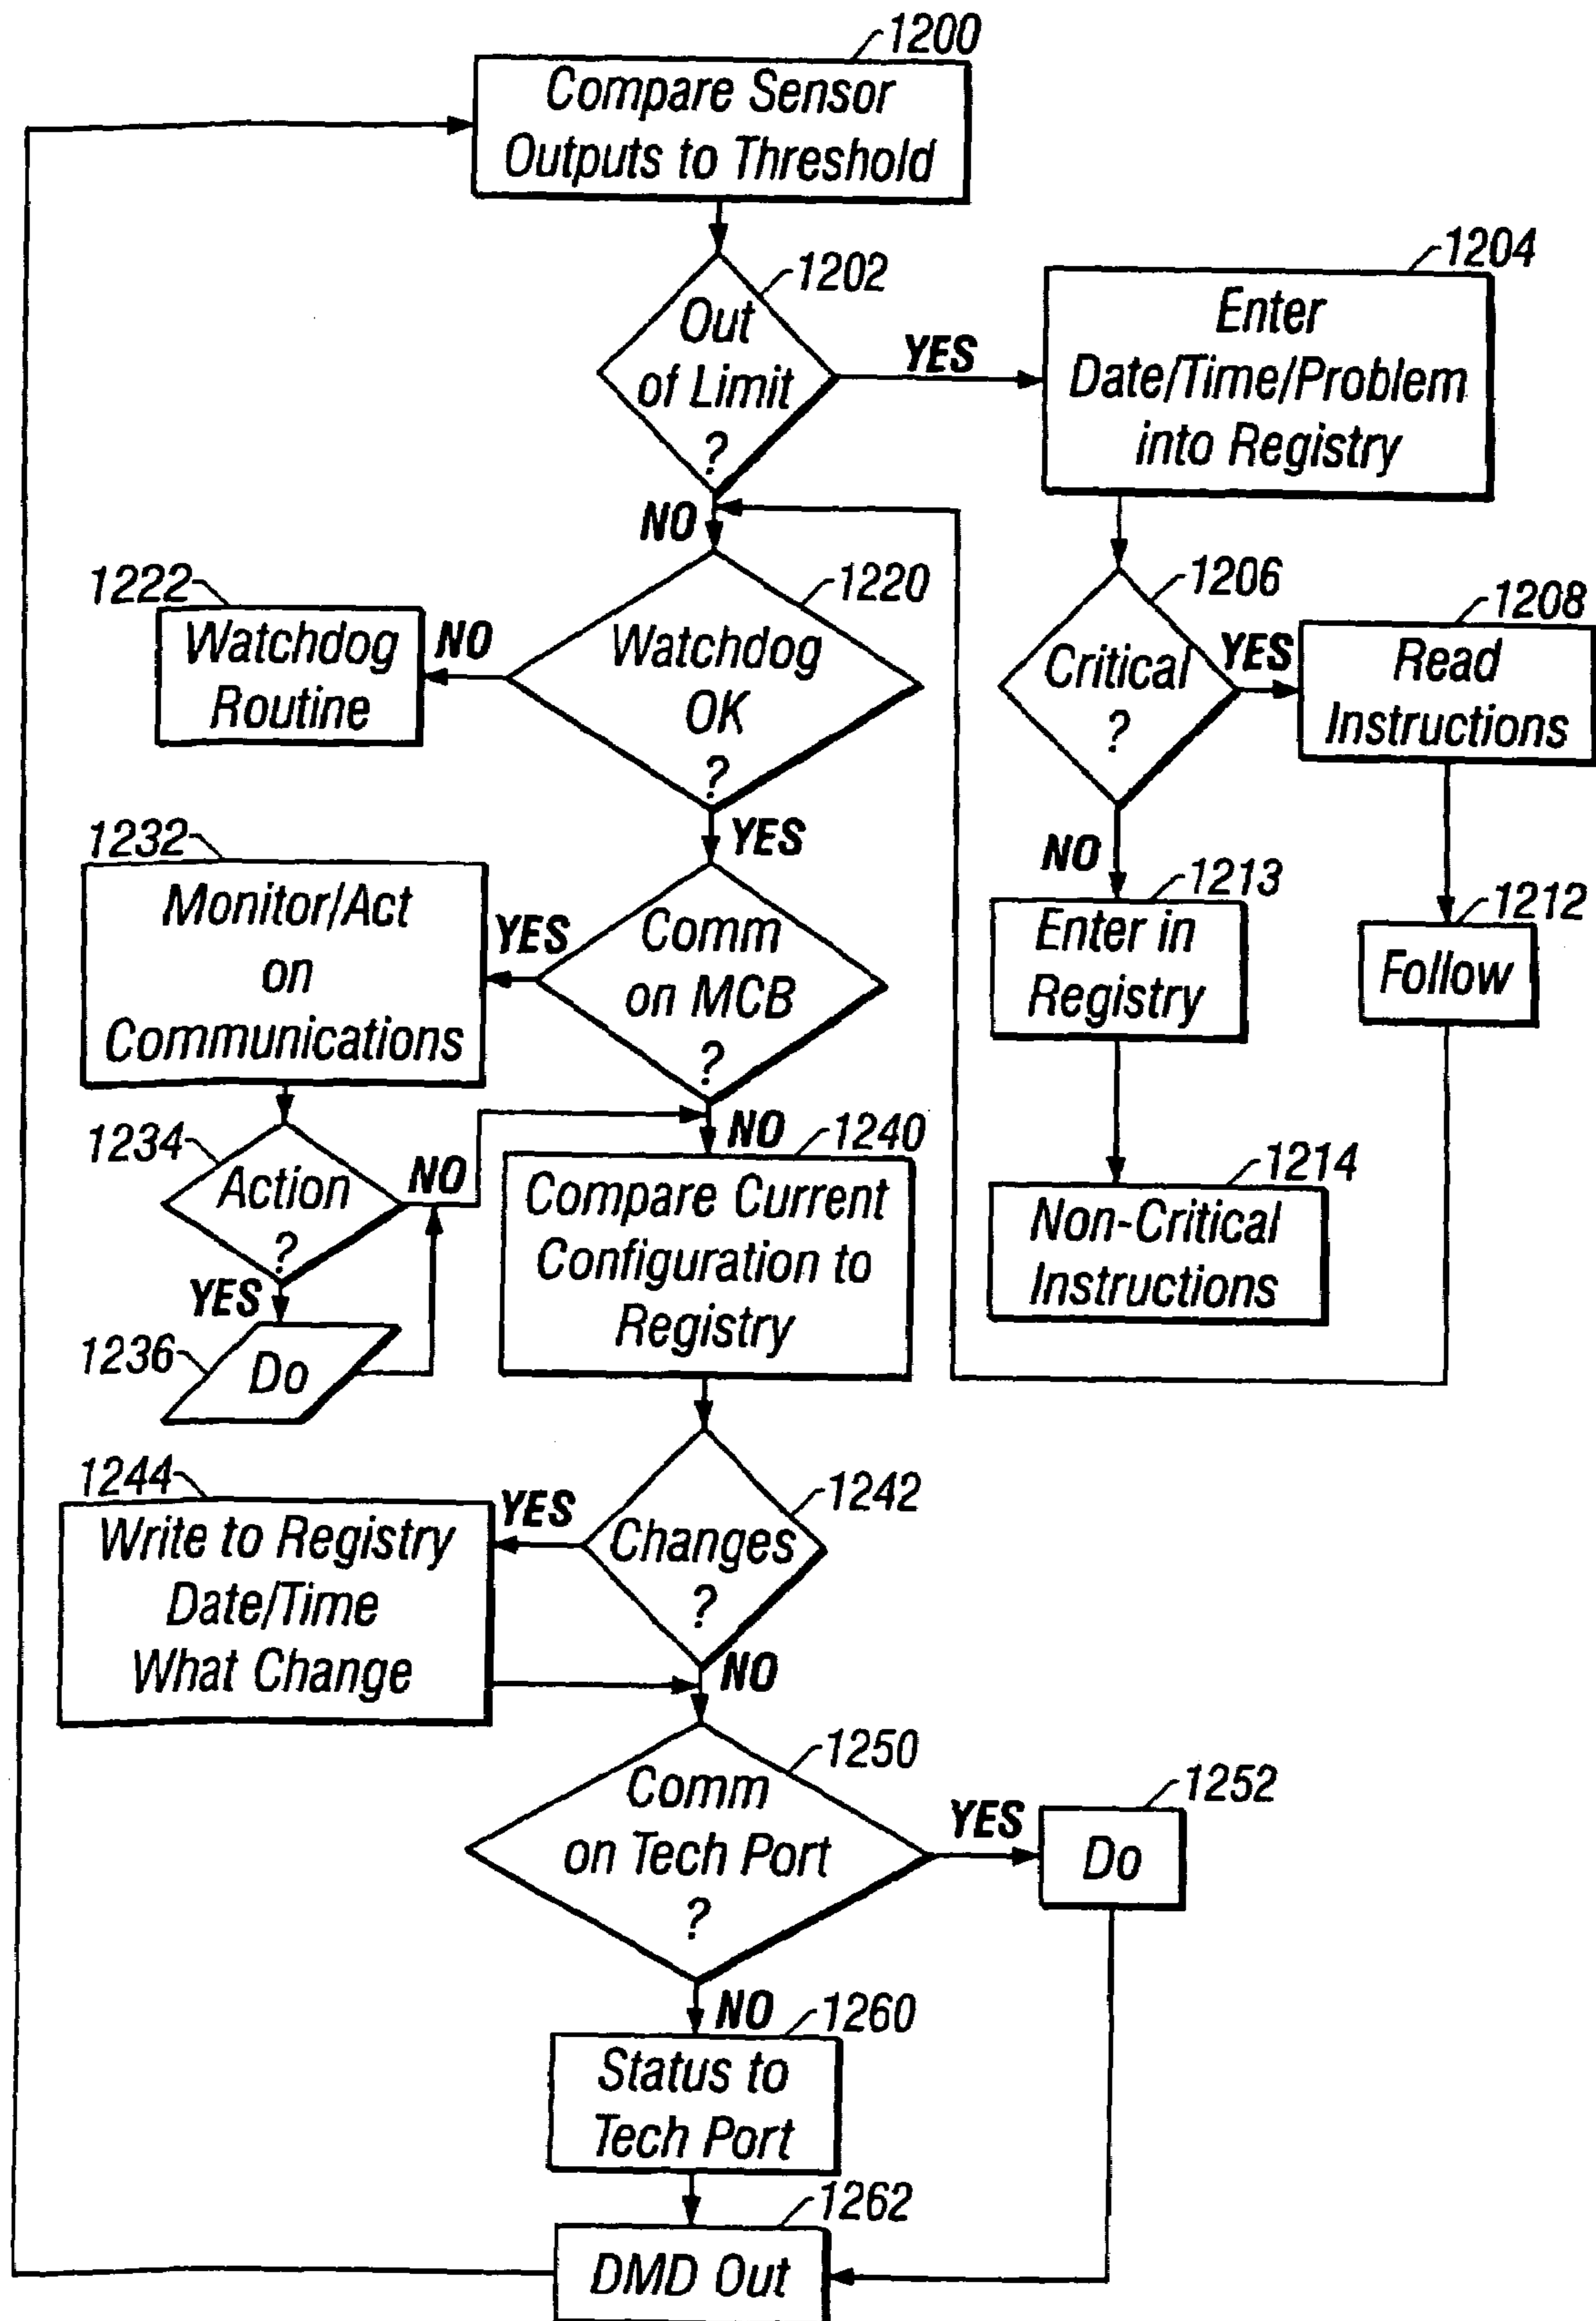 1200
Compare Sensor
Outputs to Threshold
1202
Out
of Limit
?
YES
1204
Enter
Date/Time/Problem
into Registry
NO
1206
Critical
?
YES
1208
Read
Instructions
1212
Follow
NO
1213
Enter in
Registry
1214
Non-Critical
Instructions
1220
Watchdog
OK
?
NO
1222
Watchdog
Routine
YES
Comm
on MCB
?
YES
1232
Monitor/Act
on
Communications
1234
Action
?
NO
YES
1236
Do
NO
1240
Compare Current
Configuration to
Registry
1242
Changes
?
YES
1244
Write to Registry
Date/Time
What Change
NO
1250
Comm
on Tech Port
?
YES
1252
Do
NO
1260
Status to
Tech Port
1262
DMD Out